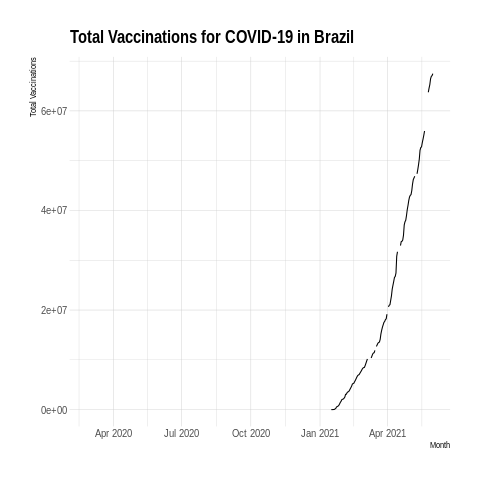 Total Vaccinations for COVID-19 in Brazil
Total Vaccinations
6e+07
4e+07
2e+07
0e+00
Apr 2020 Jul 2020 Oct 2020 Jan 2021 Apr 2021
Month